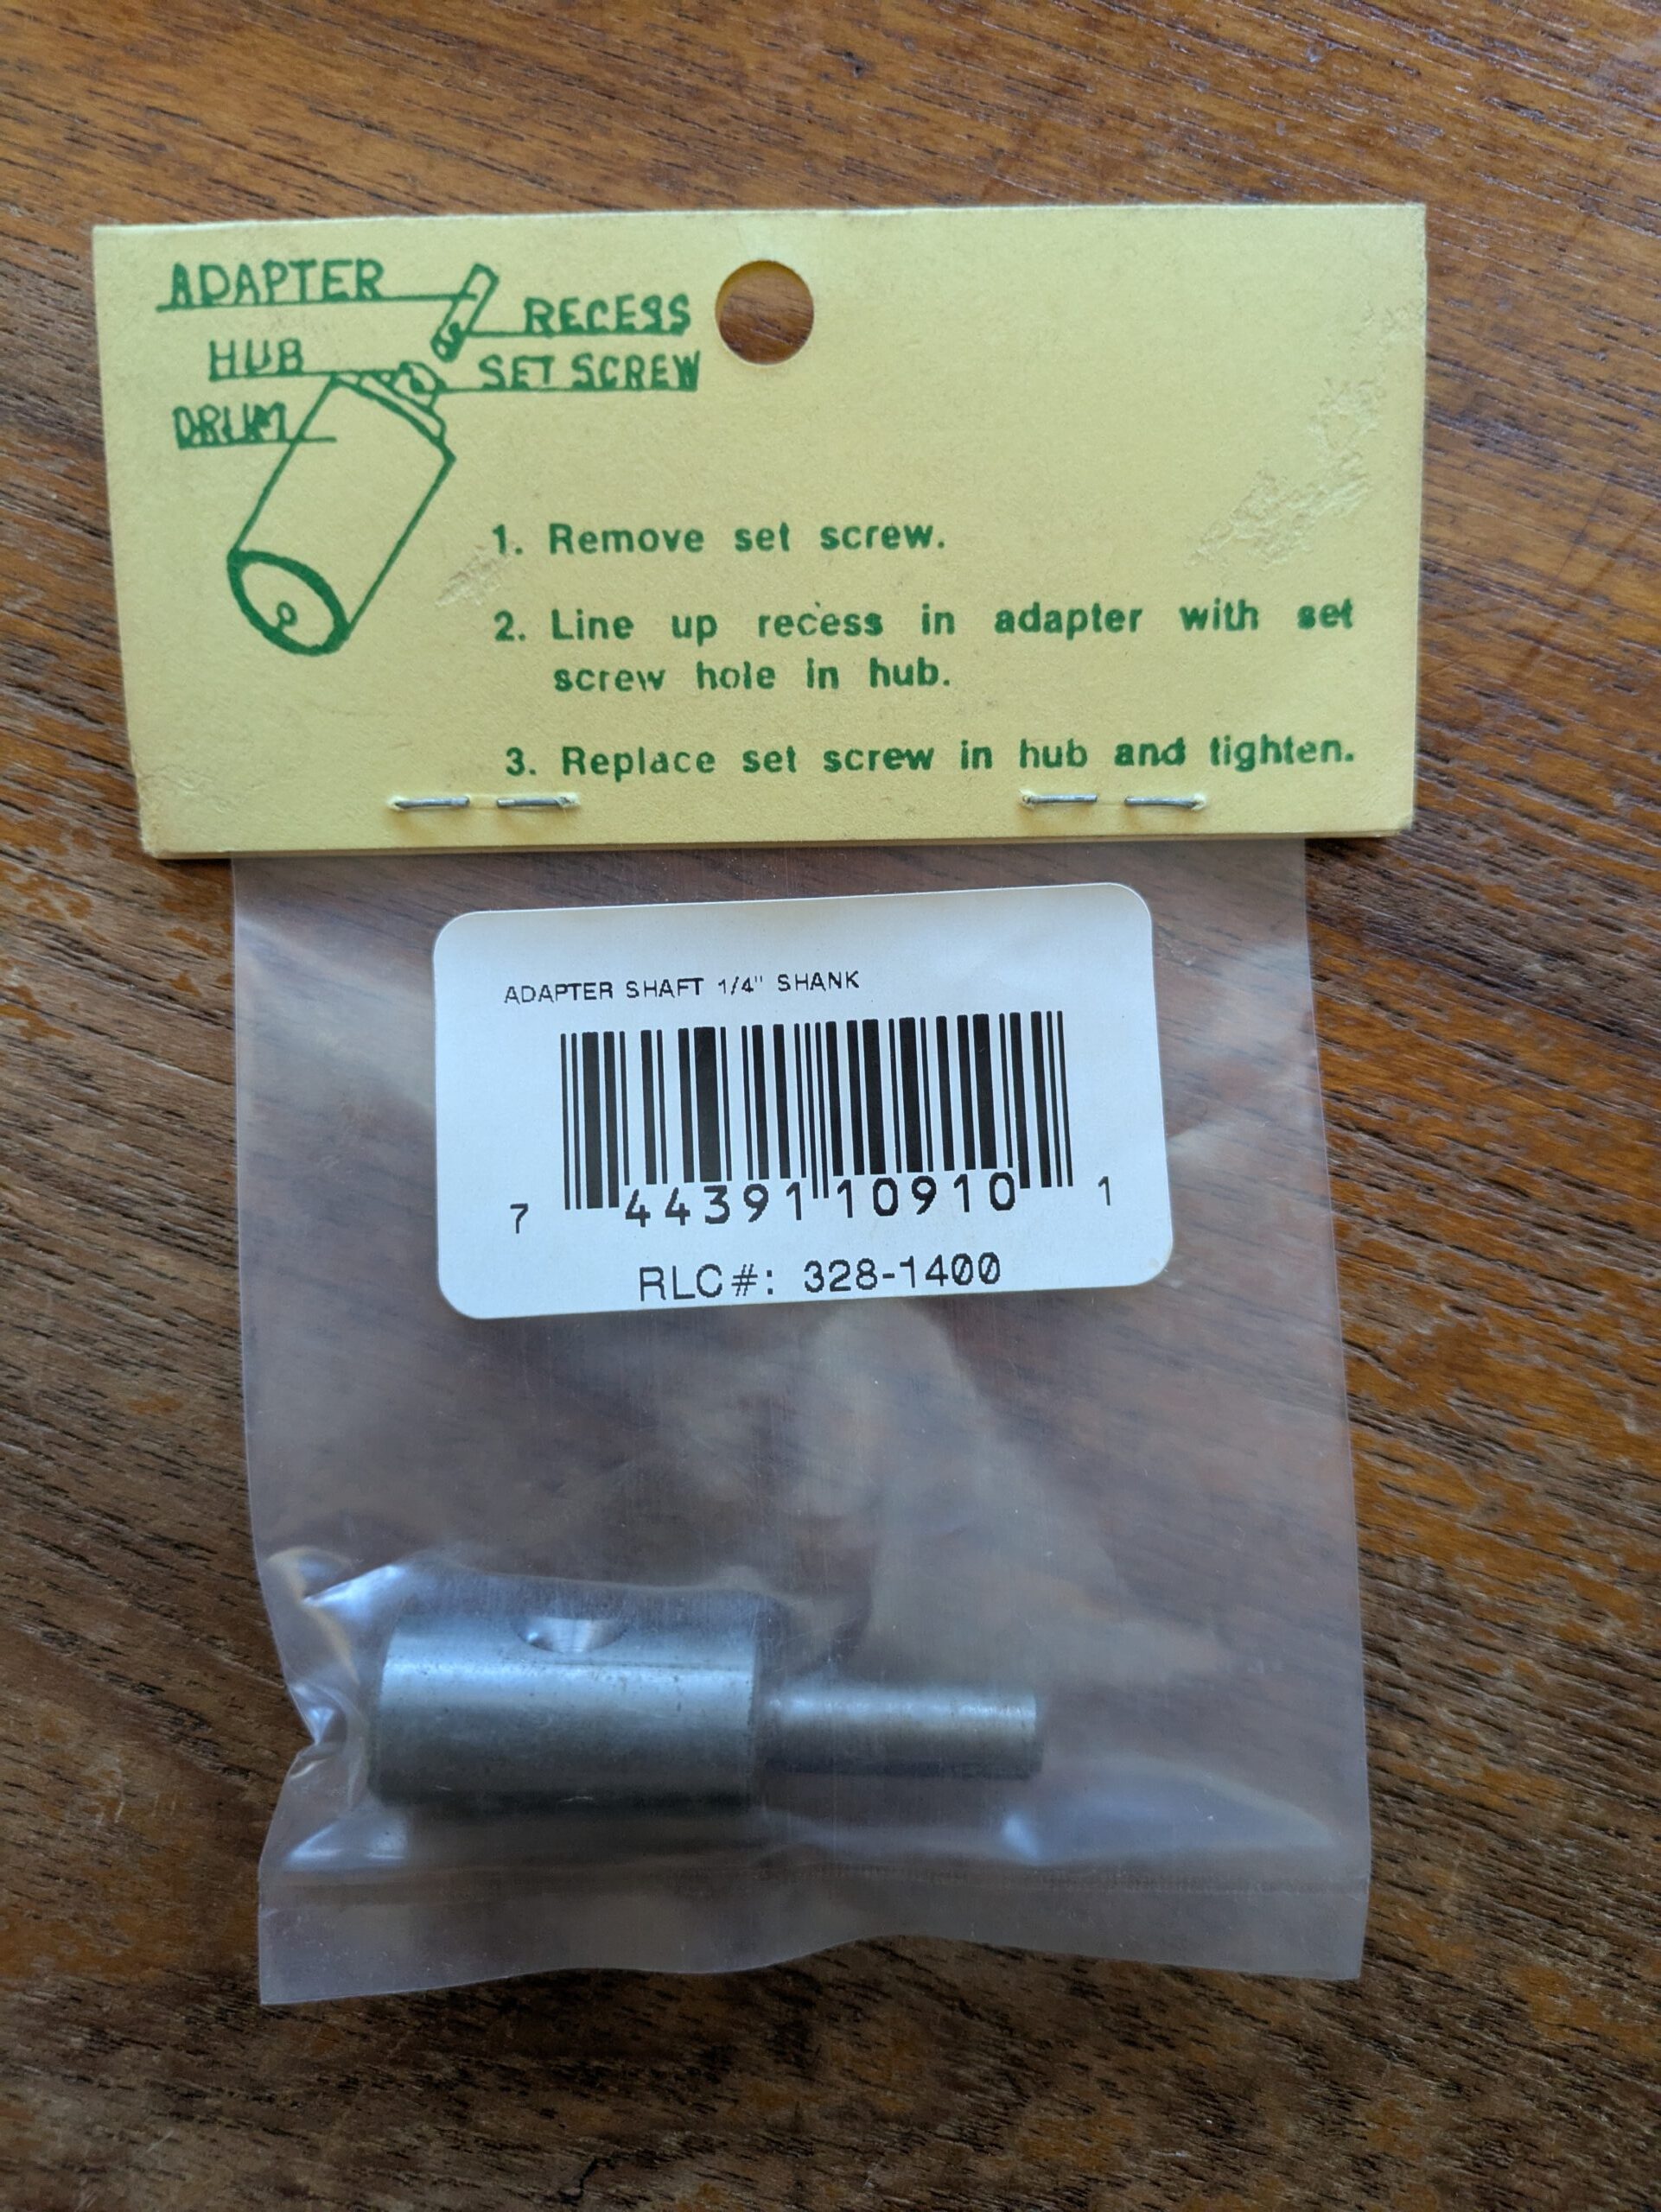 ADAPTER
RECESS
HUB
SET SCREW
DRUM
1. Remove set screw.
2. Line up recess in adapter with set
screw hole in hub.
3. Replace set screw in hub and tighten.
ADAPTER SHAFT 1/4" SHANK
7 44391 10910 1
RLC#: 328-1400